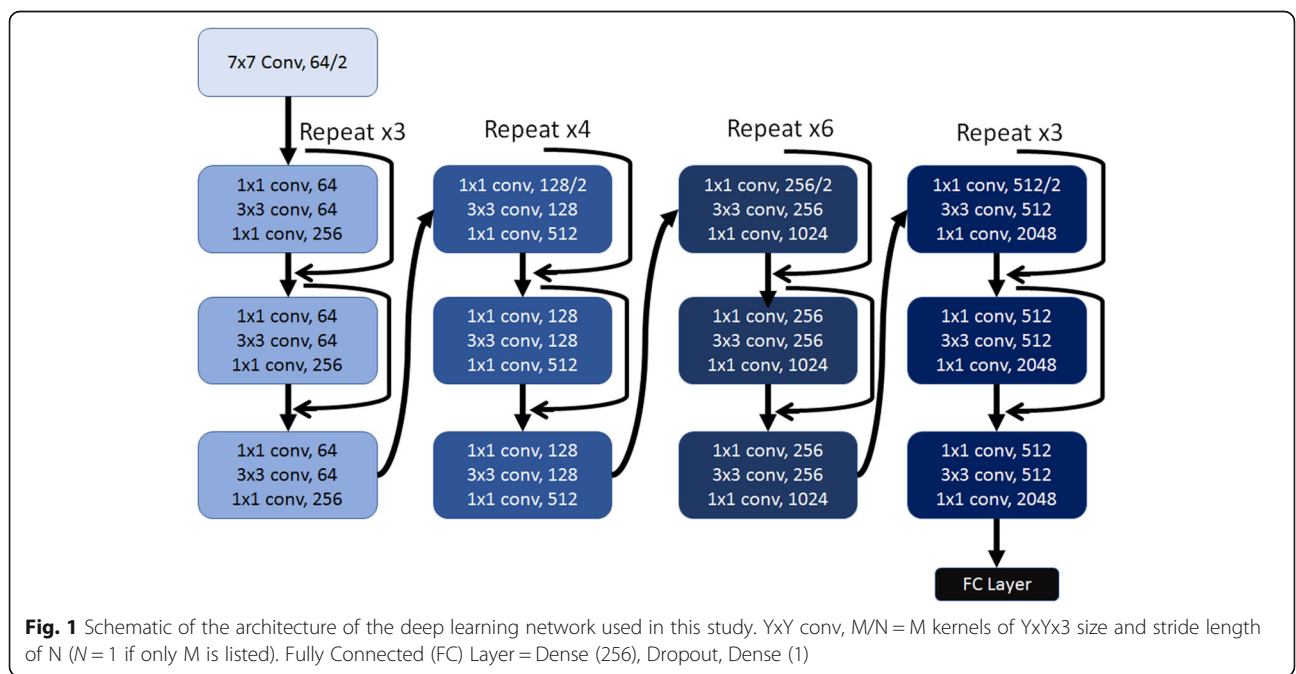 7x7 Conv, 64/2
Repeat x3
1x1 conv, 64
3x3 conv, 64
1x1 conv, 256
1x1 conv, 64
3x3 conv, 64
1x1 conv, 256
1x1 conv, 64
3x3 conv, 64
1x1 conv, 256
Repeat x4
1x1 conv, 128/2
3x3 conv, 128
1x1 conv, 512
1x1 conv, 128
3x3 conv, 128
1x1 conv, 512
1x1 conv, 128
3x3 conv, 128
1x1 conv, 512
Repeat x6
1x1 conv, 256/2
3x3 conv, 256
1x1 conv, 1024
1x1 conv, 256
3x3 conv, 256
1x1 conv, 1024
1x1 conv, 256
3x3 conv, 256
1x1 conv, 1024
Repeat x3
1x1 conv, 512/2
3x3 conv, 512
1x1 conv, 2048
1x1 conv, 512
3x3 conv, 512
1x1 conv, 2048
1x1 conv, 512
3x3 conv, 512
1x1 conv, 2048
FC Layer
Fig. 1 Schematic of the architecture of the deep learning network used in this study. YxY conv, M/N = M kernels of YxYx3 size and stride length
of N (N = 1 if only M is listed). Fully Connected (FC) Layer = Dense (256), Dropout, Dense (1)